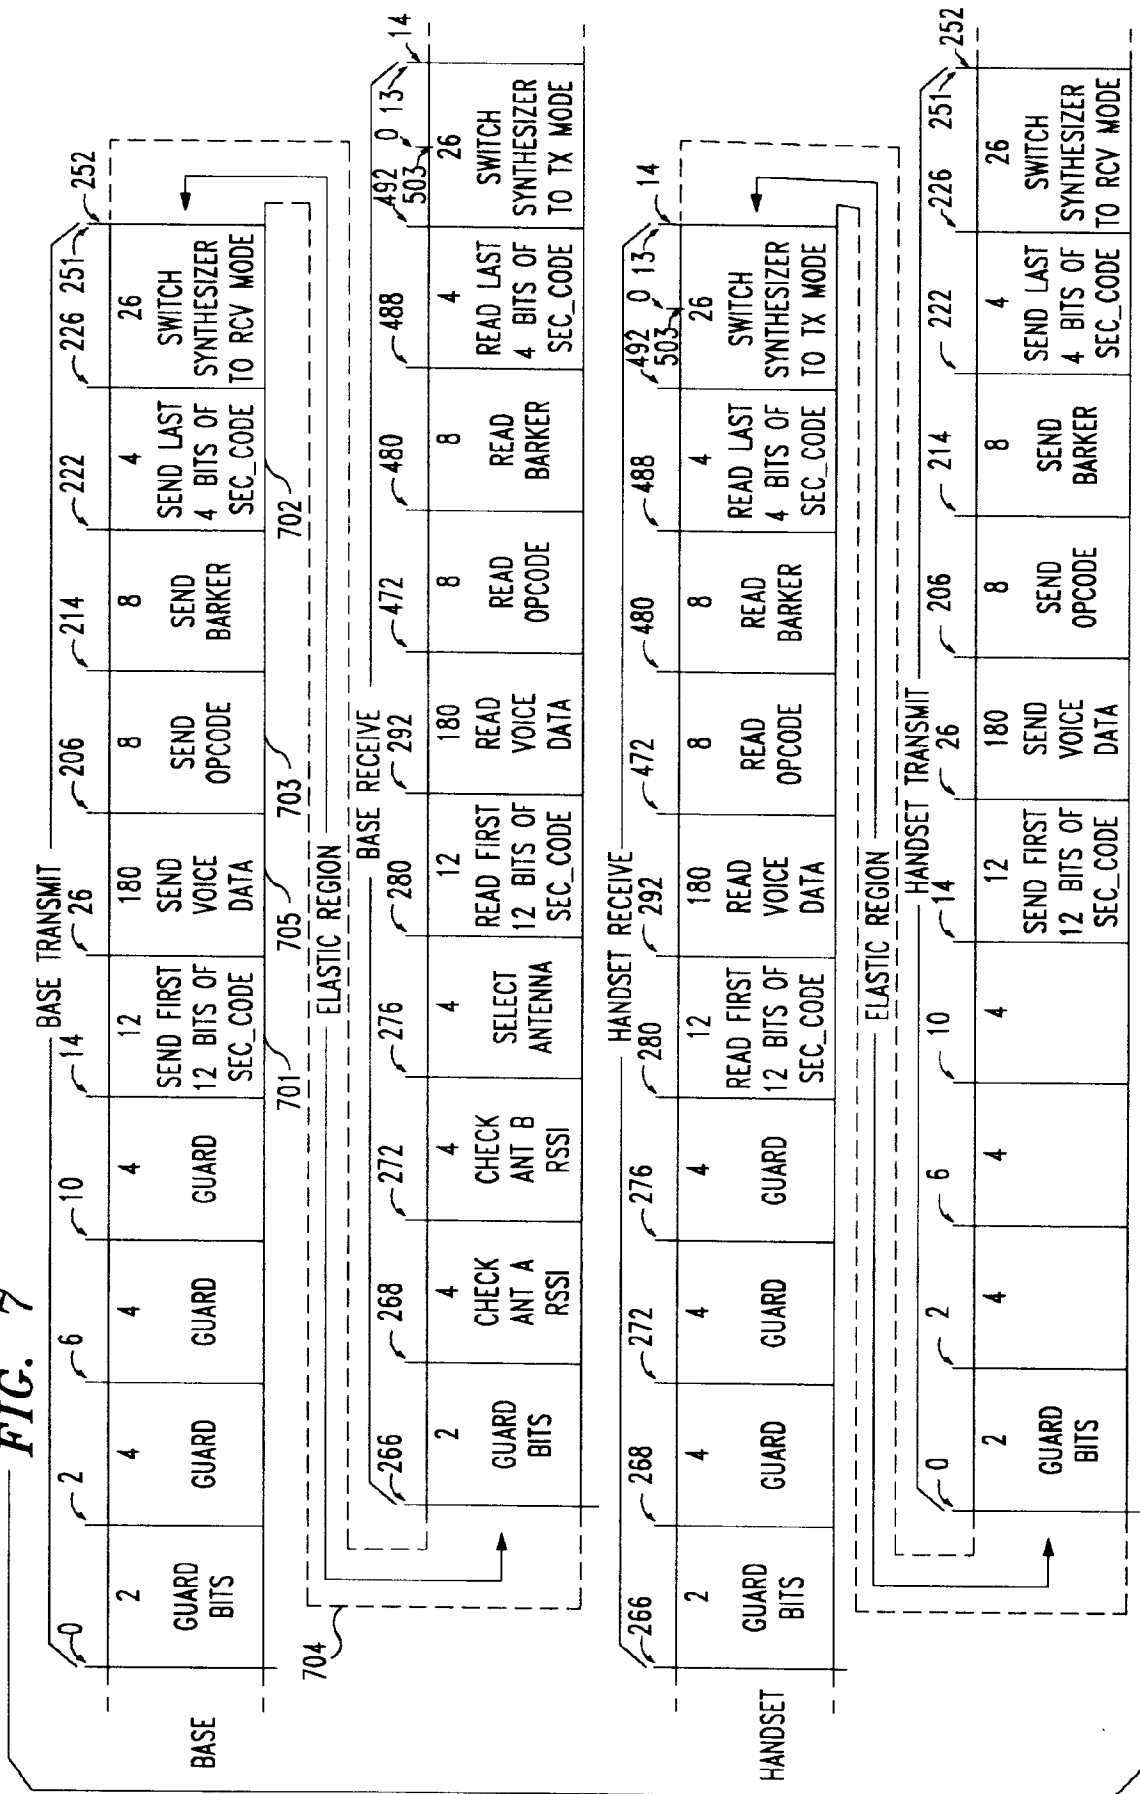 FIG. 7
BASE TRANSMIT
0 2 6 10 14 26 206 214 222 226 251 252
BASE
2 4 4 4 12 180 8 8 4 26
GUARD BITS
GUARD
GUARD
GUARD
SEND FIRST 12 BITS OF SEC_CODE
SEND VOICE DATA
SEND OPCODE
SEND BARKER
SEND LAST 4 BITS OF SEC_CODE
SWITCH SYNTHESIZER TO RCV MODE
701 705 703 702
704
ELASTIC REGION
BASE RECEIVE
266 268 272 276 280 292 472 480 488 492 503 0 13 14
2 4 4 4 12 180 8 8 4 26
GUARD BITS
CHECK ANT A RSSI
CHECK ANT B RSSI
SELECT ANTENNA
READ FIRST 12 BITS OF SEC_CODE
READ VOICE DATA
READ OPCODE
READ BARKER
READ LAST 4 BITS OF SEC_CODE
SWITCH SYNTHESIZER TO TX MODE
HANDSET RECEIVE
266 268 272 276 280 292 472 480 488 492 503 0 13 14
HANDSET
2 4 4 4 12 180 8 8 4 26
GUARD BITS
GUARD
GUARD
GUARD
READ FIRST 12 BITS OF SEC_CODE
READ VOICE DATA
READ OPCODE
READ BARKER
READ LAST 4 BITS OF SEC_CODE
SWITCH SYNTHESIZER TO TX MODE
ELASTIC REGION
HANDSET TRANSMIT
0 2 6 10 14 26 206 214 222 226 251 252
2 4 4 4 12 180 8 8 4 26
GUARD BITS
SEND FIRST 12 BITS OF SEC_CODE
SEND VOICE DATA
SEND OPCODE
SEND BARKER
SEND LAST 4 BITS OF SEC_CODE
SWITCH SYNTHESIZER TO RCV MODE